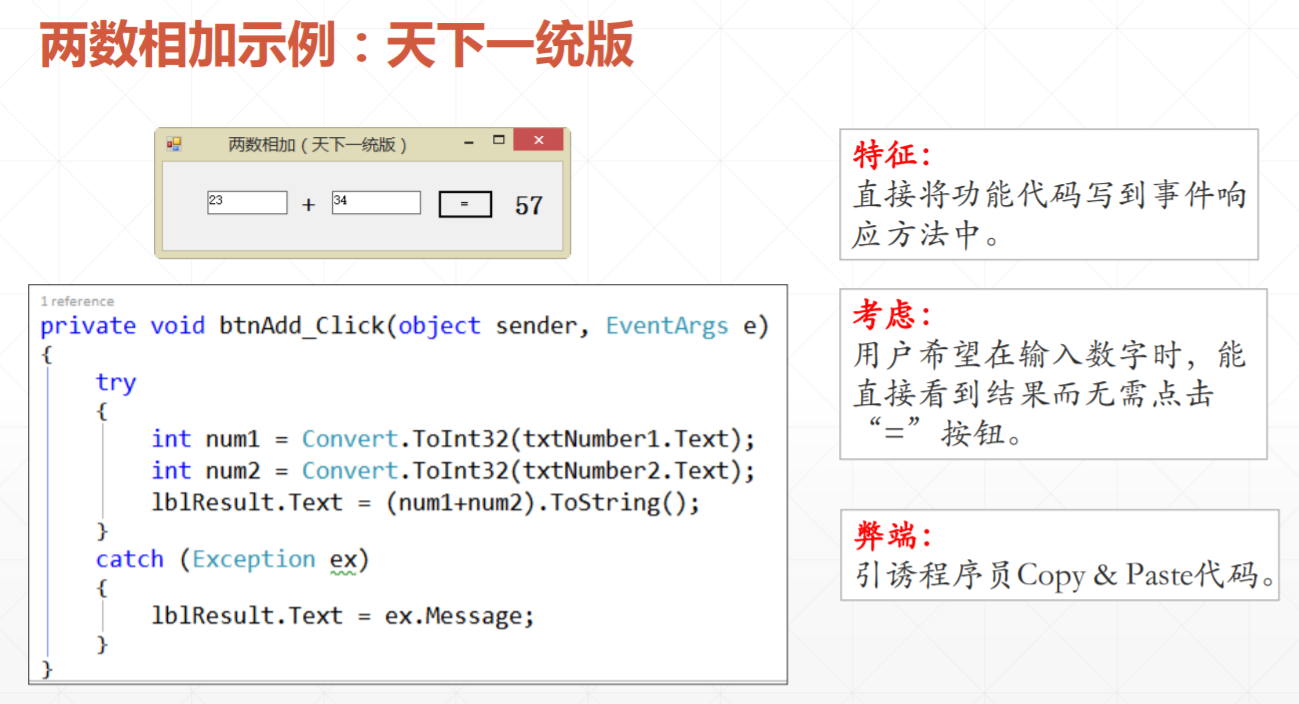 两数相加示例：天下一统版
两数相加（天下一统版）
23 + 34 = 57
特征：
直接将功能代码写到事件响
应方法中。
1 reference
private void btnAdd_Click(object sender, EventArgs e)
{
try
{
int num1 = Convert.ToInt32(txtNumber1.Text);
int num2 = Convert.ToInt32(txtNumber2.Text);
lblResult.Text = (num1+num2).ToString();
}
catch (Exception ex)
{
lblResult.Text = ex.Message;
}
}
考虑：
用户希望在输入数字时，能
直接看到结果而无需点击
“=”按钮。
弊端：
引诱程序员Copy & Paste代码。